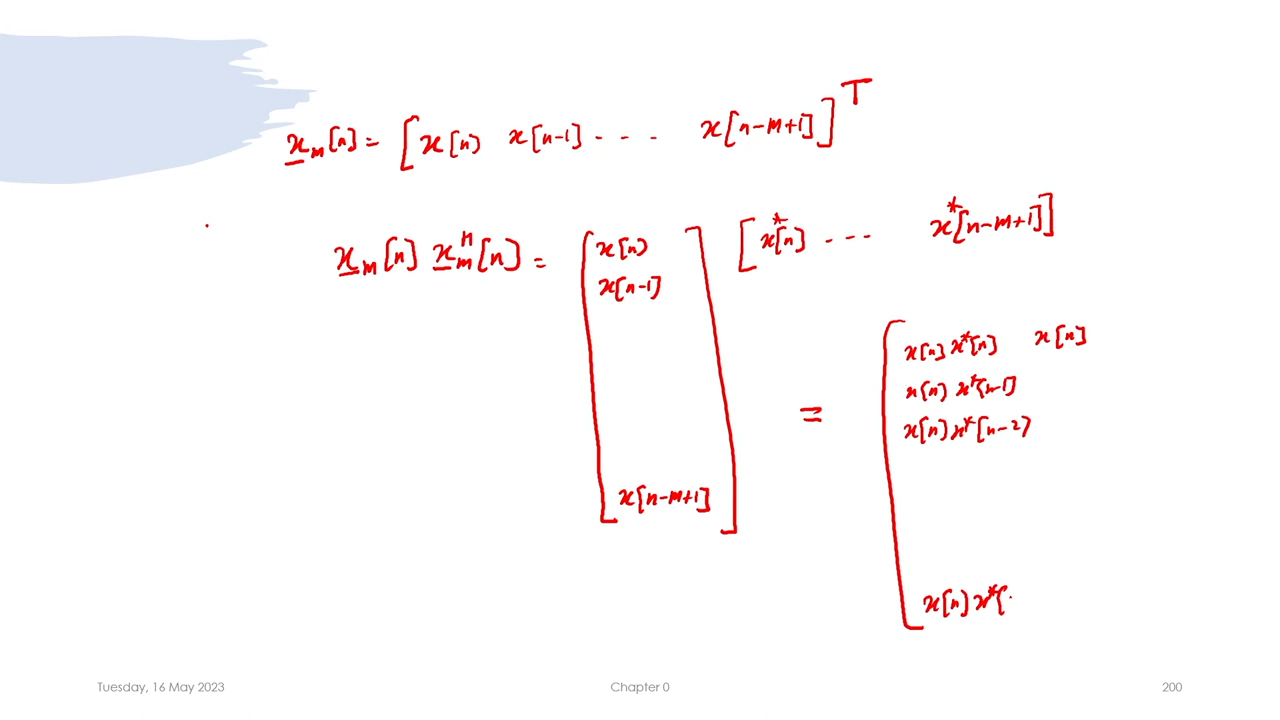 x_m[n] = [x[n] x[n-1] - - - x[n-m+1]]^T
x_m[n] x_m^H[n] = [x[n] x[n-1] x[n-m+1]] [x*[n] - - - x*[n-m+1]]
= [x[n] x*[n] x[n]
x[n] x*[n-1]
x[n] x*[n-2]
x[n] x*[
Tuesday, 16 May 2023
Chapter 0
200